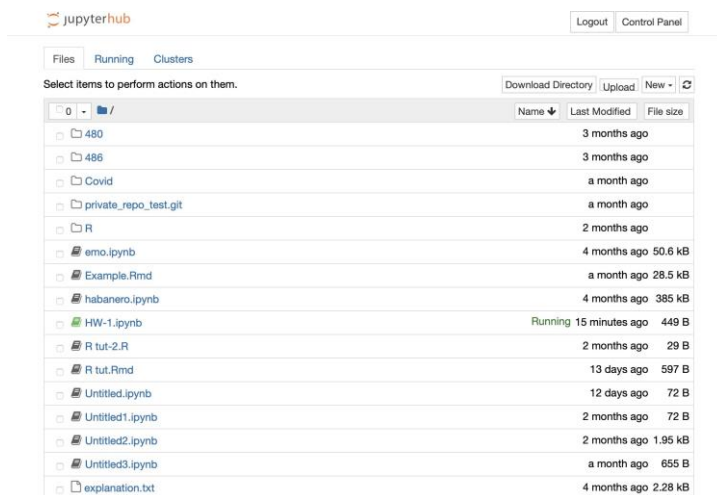 jupyterhub Logout Control Panel
Files Running Clusters
Select items to perform actions on them. Download Directory Upload New
0 / Name Last Modified File size
480 3 months ago
486 3 months ago
Covid a month ago
private_repo_test.git a month ago
R 2 months ago
emo.ipynb 4 months ago 50.6 kB
Example.Rmd a month ago 28.5 kB
habanero.ipynb 4 months ago 385 kB
HW-1.ipynb Running 15 minutes ago 449 B
R tut-2.R 2 months ago 29 B
R tut.Rmd 13 days ago 597 B
Untitled.ipynb 12 days ago 72 B
Untitled1.ipynb 2 months ago 72 B
Untitled2.ipynb 2 months ago 1.95 kB
Untitled3.ipynb a month ago 655 B
explanation.txt 4 months ago 2.28 kB